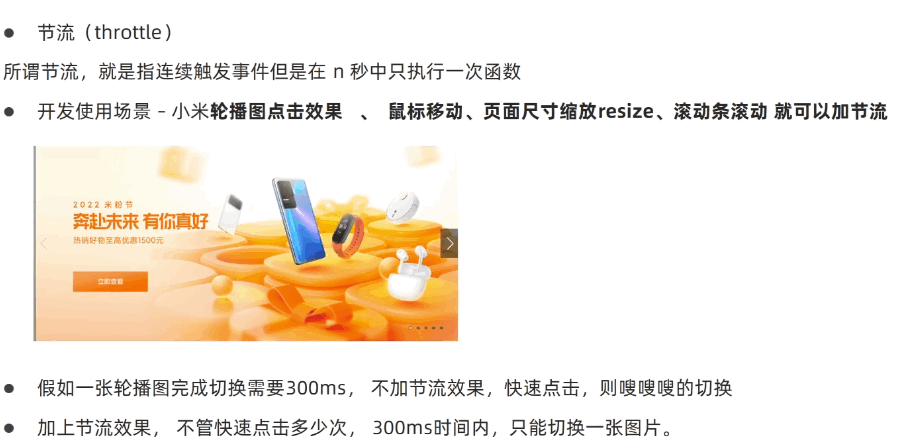 ● 节流（throttle）
所谓节流，就是指连续触发事件但是在 n 秒中只执行一次函数
● 开发使用场景 – 小米轮播图点击效果 、 鼠标移动、页面尺寸缩放resize、滚动条滚动 就可以加节流
2022 米粉节
奔赴未来 有你真好
热销好物至高优惠1500元
立即查看
● 假如一张轮播图完成切换需要300ms， 不加节流效果，快速点击，则嗖嗖嗖的切换
● 加上节流效果， 不管快速点击多少次， 300ms时间内，只能切换一张图片。